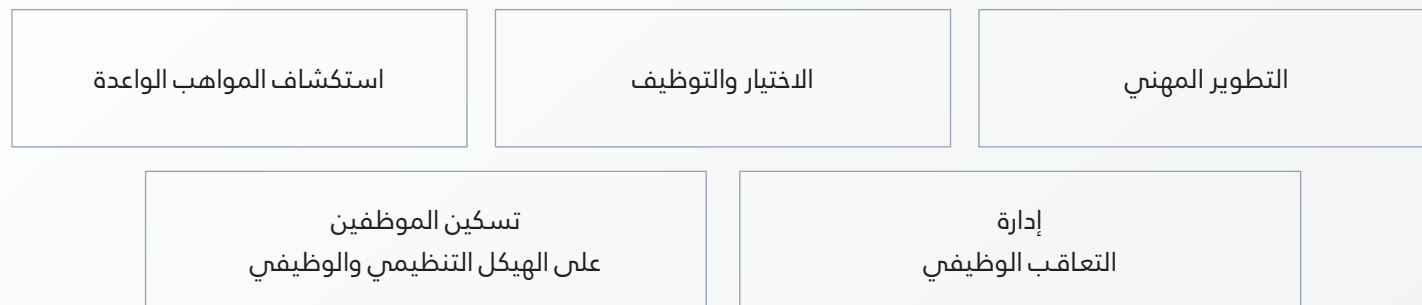 التطوير المهني
الاختيار والتوظيف
استكشاف المواهب الواعدة
إدارة
التعاقب الوظيفي
تسكين الموظفين
على الهيكل التنظيمي والوظيفي